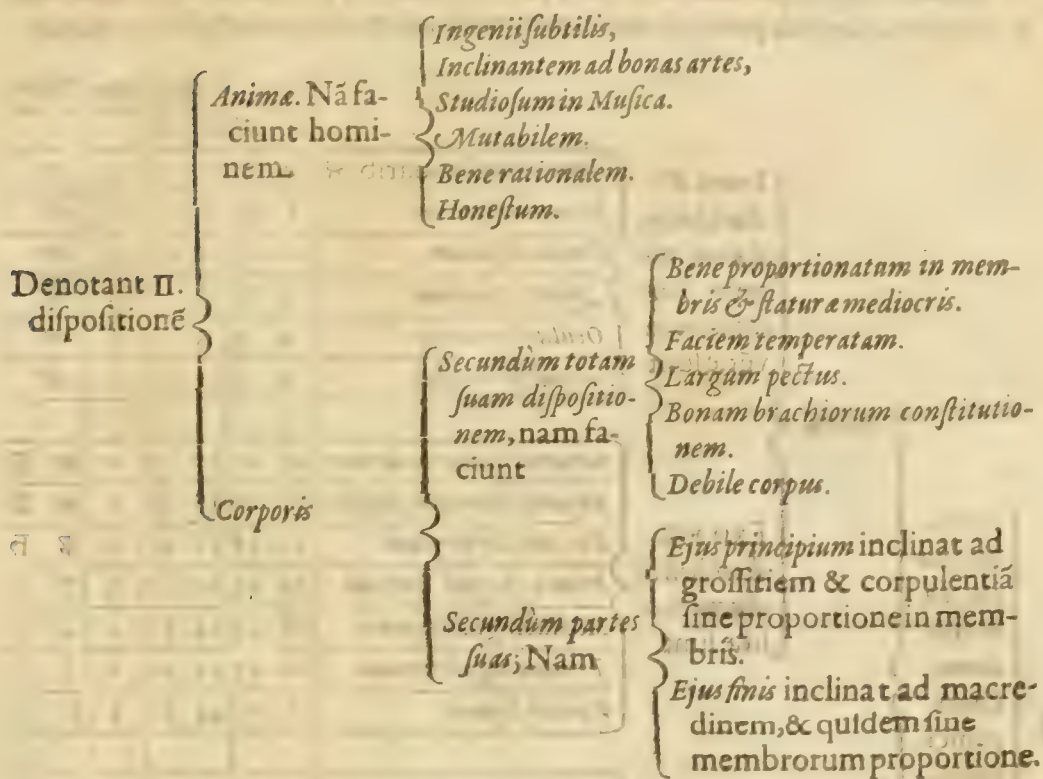 Denotant II.
diſpoſitionẽ
Animæ. Nã fa-
ciunt homi-
nem.
Ingenii ſubtilis,
Inclinantem ad bonas artes,
Studioſum in Muſica.
Mutabilem.
Bene rationalem.
Honeſtum.
Corporis
Secundùm totam
ſuam diſpoſitio-
nem, nam fa-
ciunt
Bene proportionatum in mem-
bris & ſtaturæ mediocris.
Faciem temperatam.
Largum pectus.
Bonam brachiorum conſtitutio-
nem.
Debile corpus.
Secundùm partes
ſuas; Nam
Ejus principium inclinat ad
groſſitiem & corpulentiã
ſine proportione in mem-
bris.
Ejus finis inclinat ad macre-
dinem, & quidem ſine
membrorum proportione.